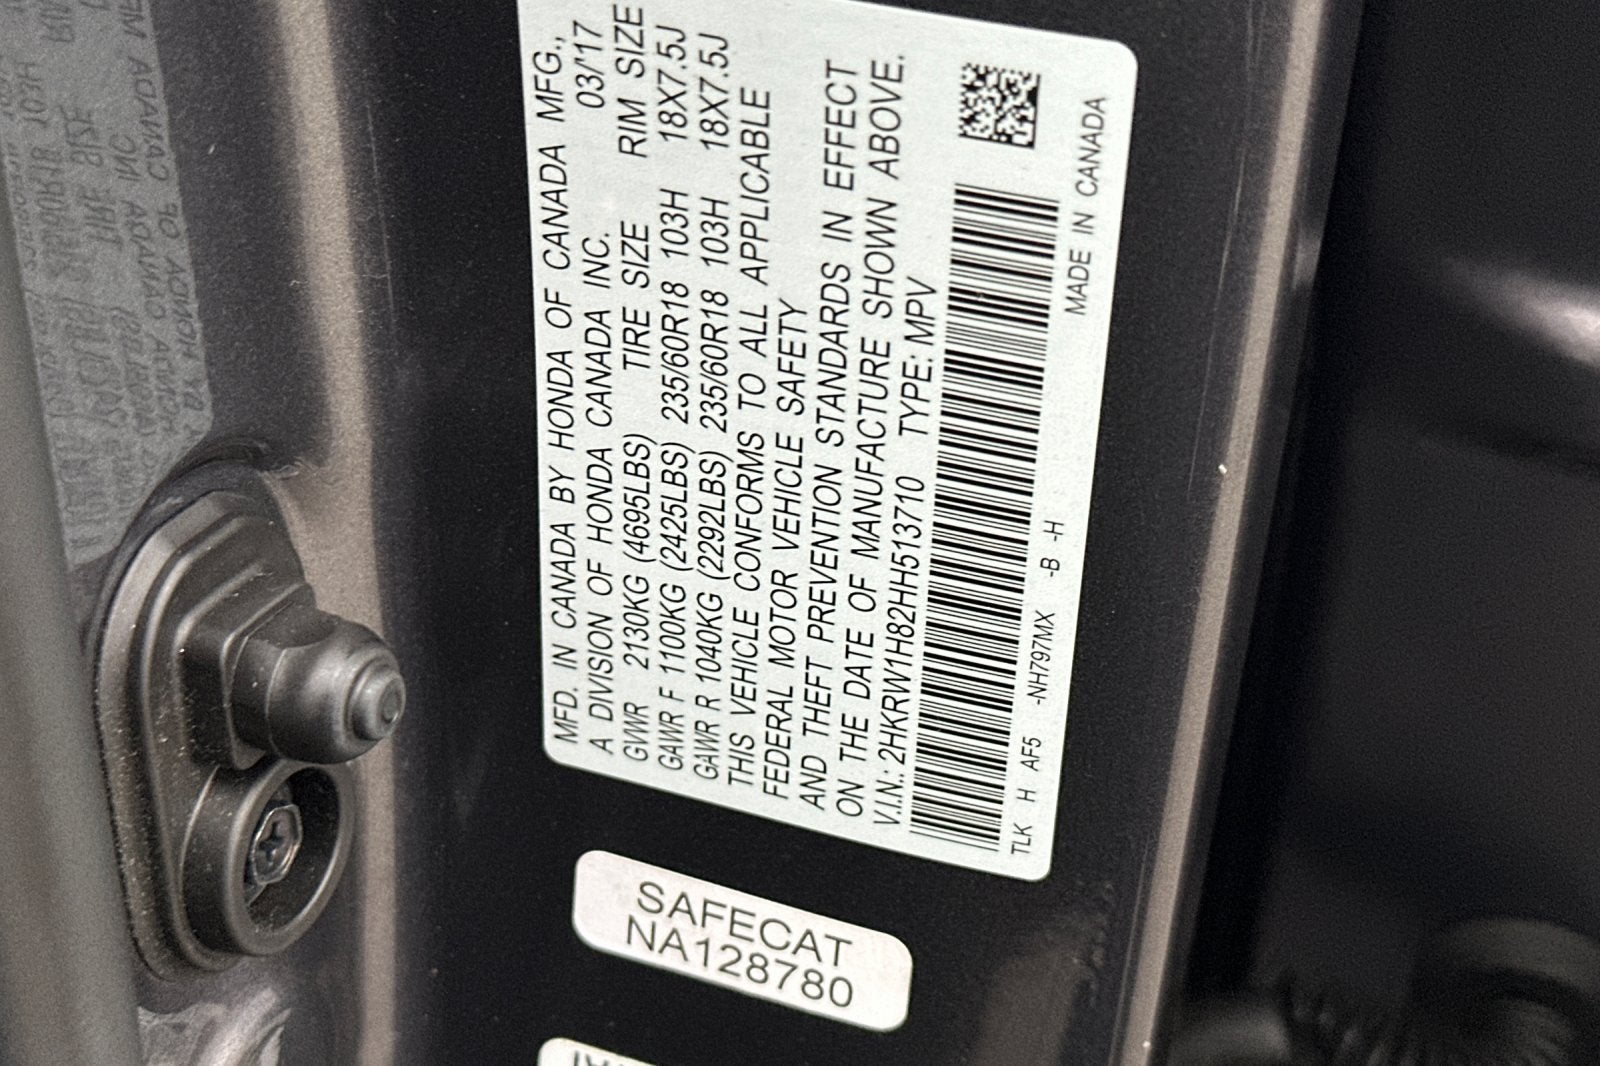 MFD. IN CANADA BY HONDA OF CANADA MFG.,
A DIVISION OF HONDA CANADA INC. 03/17
GVWR 2130KG (4695LBS) TIRE SIZE RIM SIZE
GAWR F 1100KG (2425LBS) 235/60R18 103H 18X7.5J
GAWR R 1040KG (2292LBS) 235/60R18 103H 18X7.5J
THIS VEHICLE CONFORMS TO ALL APPLICABLE
FEDERAL MOTOR VEHICLE SAFETY
AND THEFT PREVENTION STANDARDS IN EFFECT
ON THE DATE OF MANUFACTURE SHOWN ABOVE.
V.I.N.: 2HKRW1H82HH513710 TYPE: MPV
TLK H AF5 -NH797MX -B -H
MADE IN CANADA
SAFECAT
NA128780